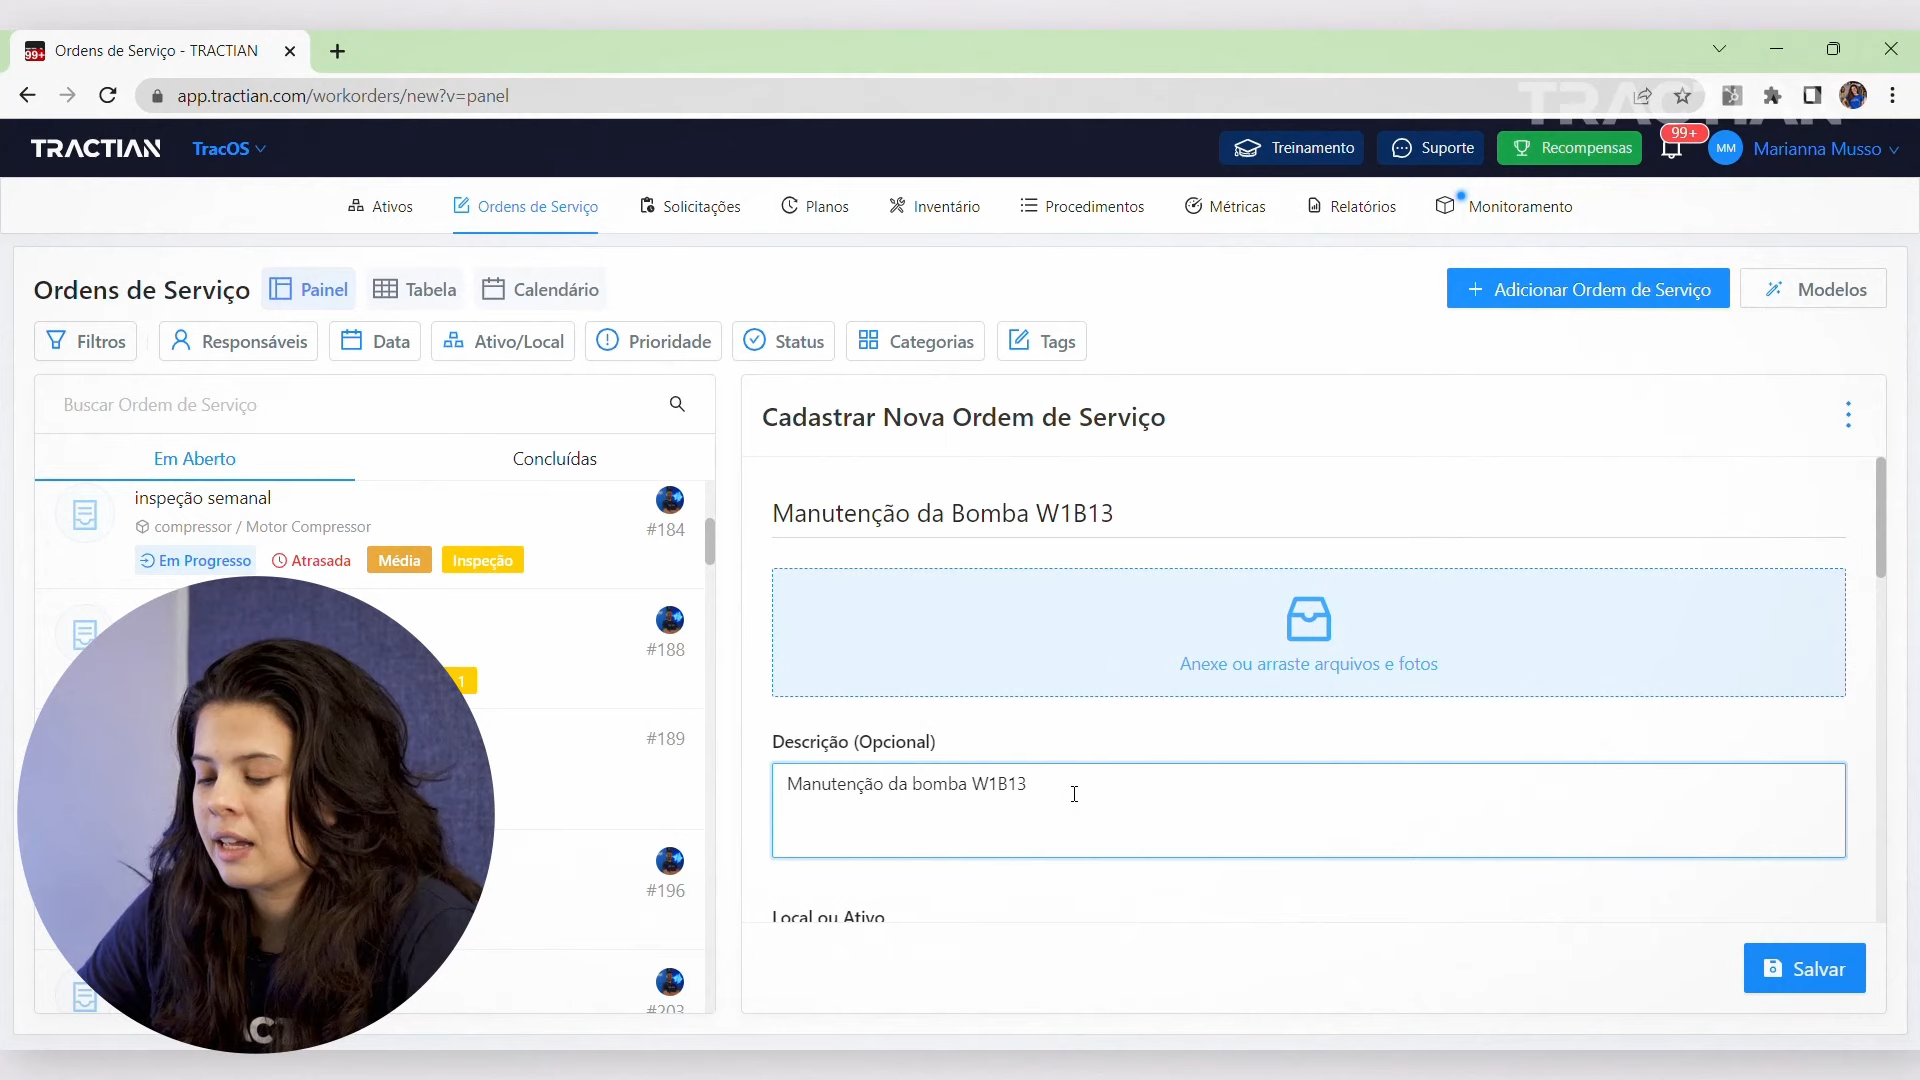 Ordens de Serviço - TRACTIAN
app.tractian.com/workorders/new?v=panel
TRACTIAN
TRACTIAN TracOS
Treinamento Suporte Recompensas 99+ MM Marianna Musso
Ativos Ordens de Serviço Solicitações Planos Inventário Procedimentos Métricas Relatórios Monitoramento
Ordens de Serviço Painel Tabela Calendário
+ Adicionar Ordem de Serviço Modelos
Filtros Responsáveis Data Ativo/Local Prioridade Status Categorias Tags
Buscar Ordem de Serviço
Em Aberto Concluídas
inspeção semanal
compressor / Motor Compressor
#184
Em Progresso Atrasada Média Inspeção
#188
1
#189
#196
#203
Cadastrar Nova Ordem de Serviço
Manutenção da Bomba W1B13
Anexe ou arraste arquivos e fotos
Descrição (Opcional)
Manutenção da bomba W1B13
Local ou Ativo
Salvar